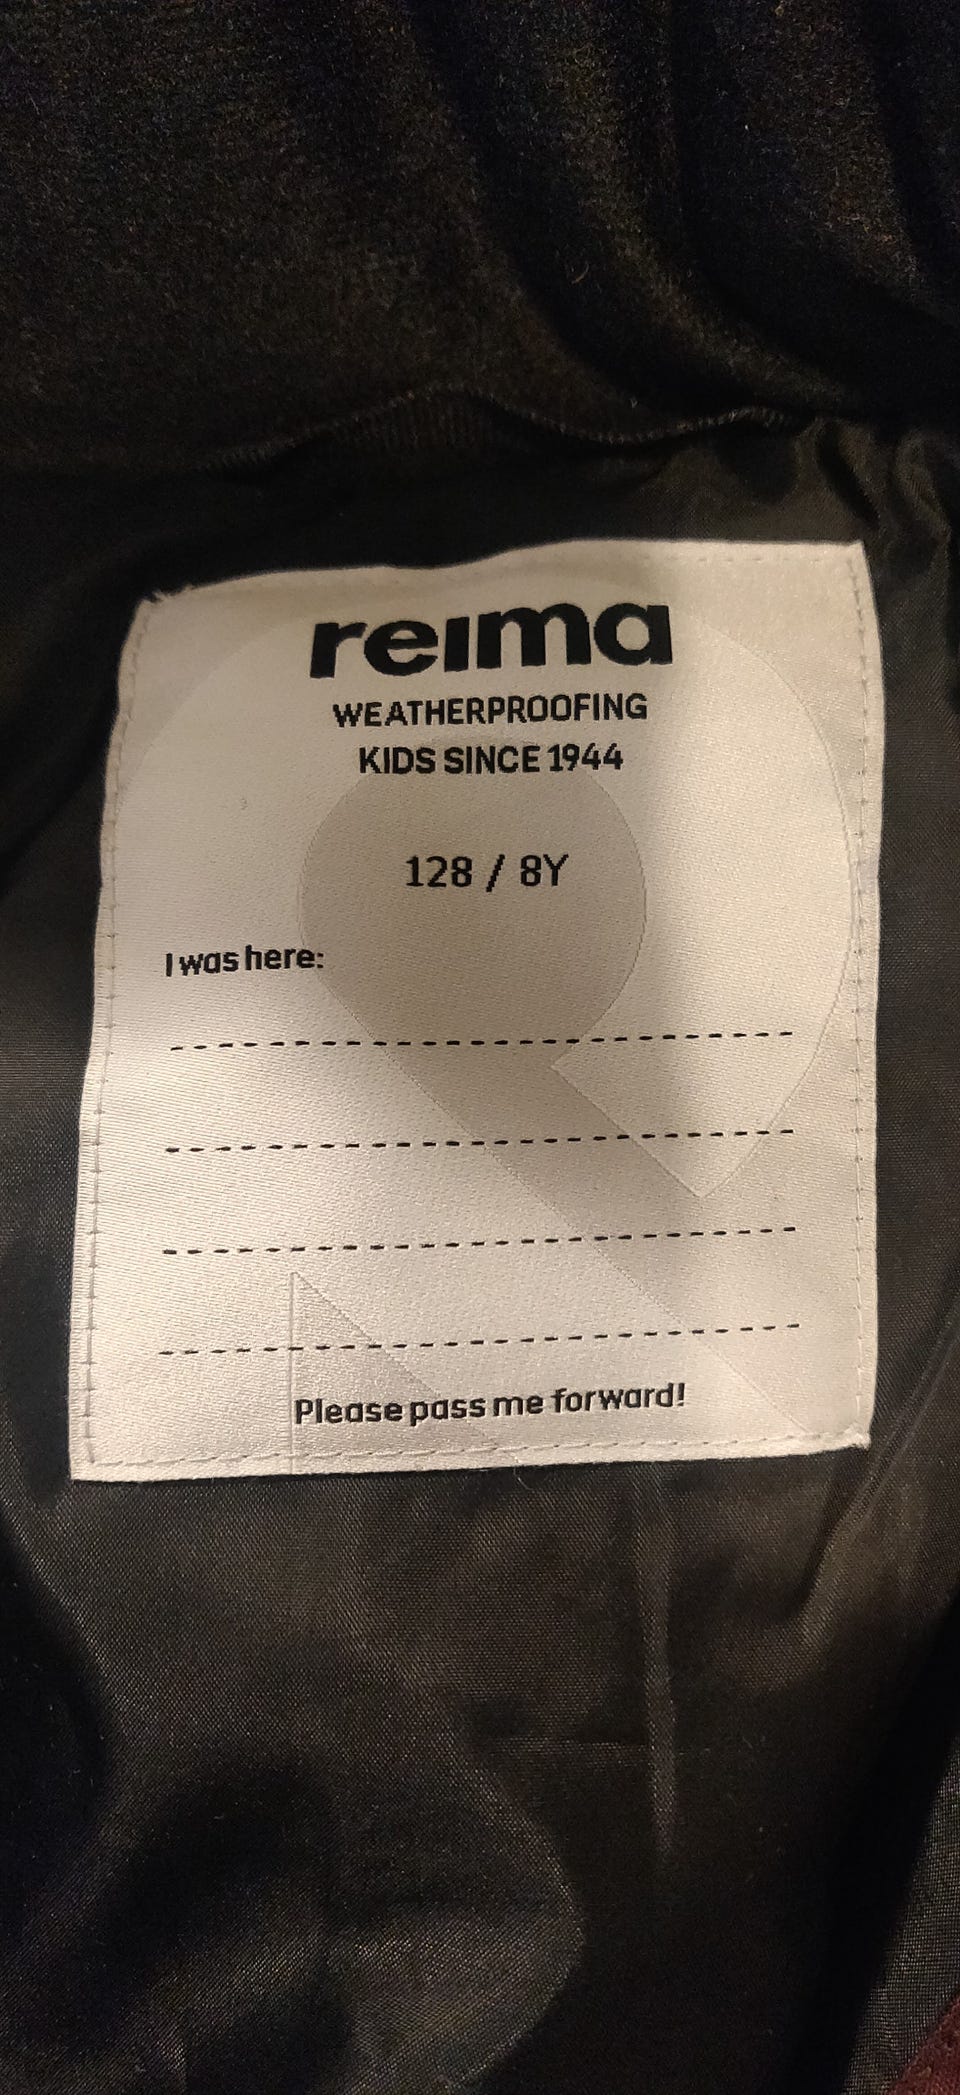 reima
WEATHERPROOFING
KIDS SINCE 1944
128 / 8Y
I was here:
Please pass me forward!